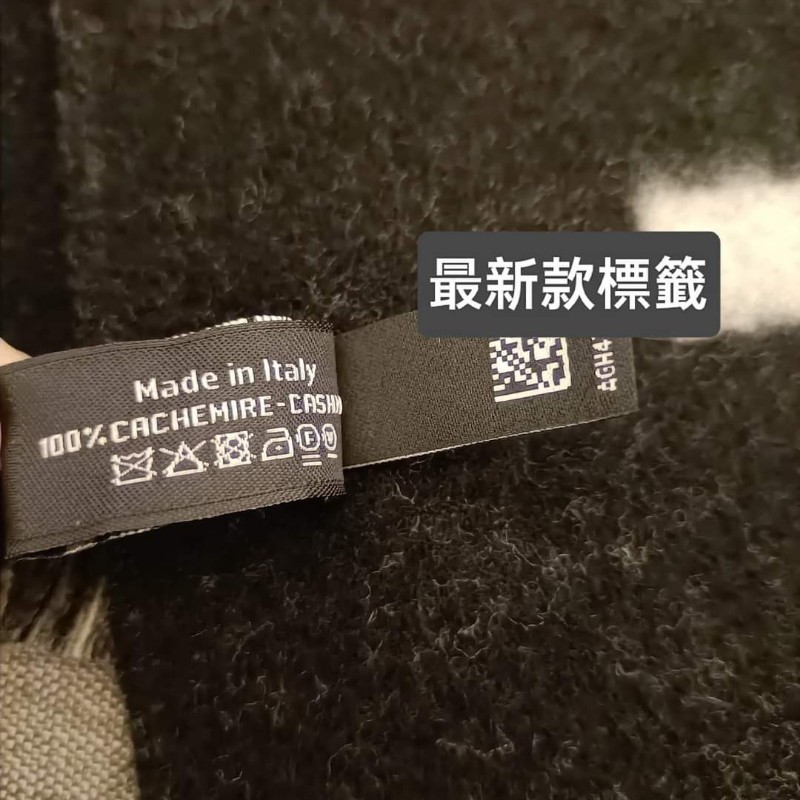 最新款標籤
Made in Italy
100% CACHEMIRE-CASH
AGH4